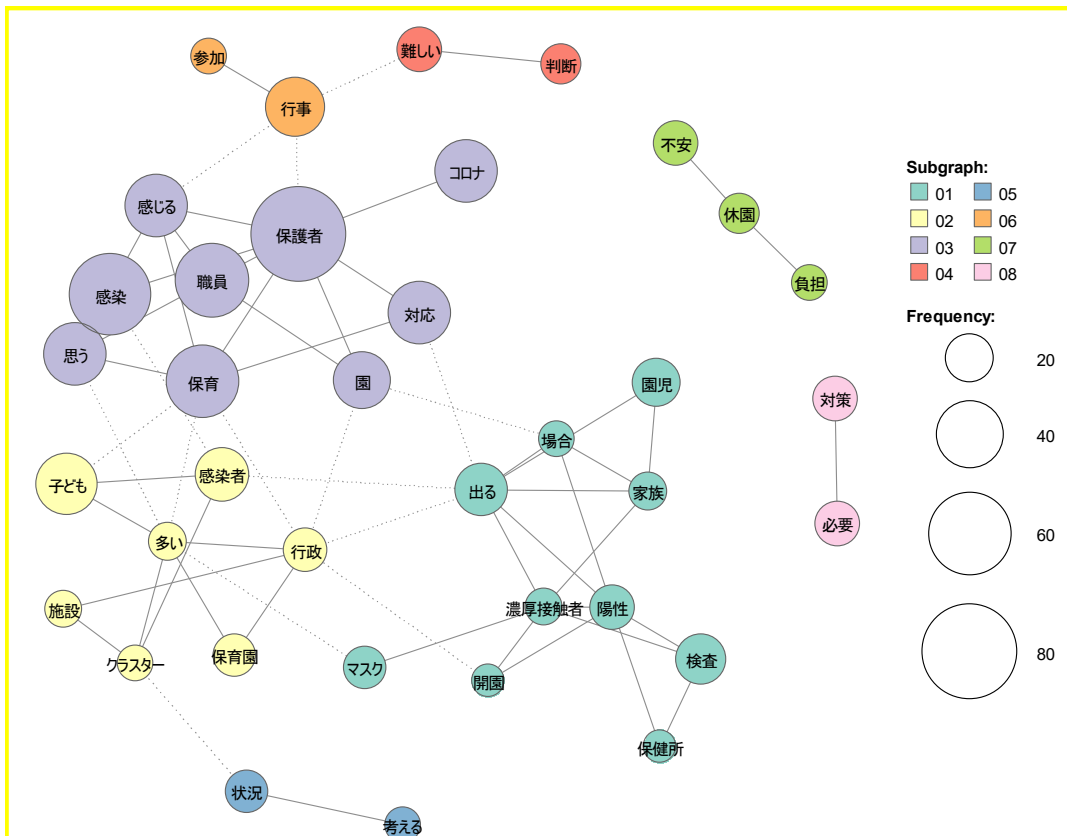 参加
難しい
判断
行事
不安
コロナ
感じる
休園
保護者
職員
感染
負担
対応
思う
保育
園
園児
対策
場合
感染者
子ども
出る
家族
必要
多い
行政
施設
濃厚接触者
陽性
クラスター
保育園
マスク
開園
検査
保健所
状況
考える
Subgraph:
01 05
02 06
03 07
04 08
Frequency:
20
40
60
80